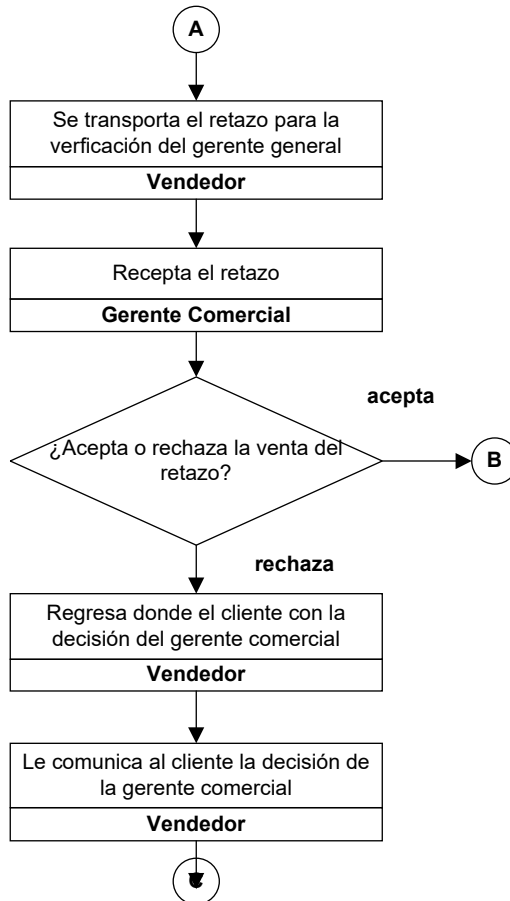 A
Se transporta el retazo para la
verficación del gerente general
Vendedor
Recepta el retazo
Gerente Comercial
acepta
¿Acepta o rechaza la venta del
retazo?
B
rechaza
Regresa donde el cliente con la
decisión del gerente comercial
Vendedor
Le comunica al cliente la decisión de
la gerente comercial
Vendedor
C